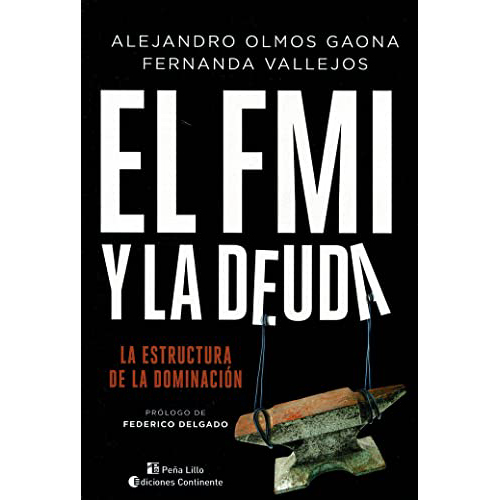 ALEJANDRO OLMOS GAONA
FERNANDA VALLEJOS
EL FMI
Y LA DEUDA
LA ESTRUCTURA
DE LA DOMINACIÓN
PRÓLOGO DE
FEDERICO DELGADO
Peña Lillo
Ediciones Continente